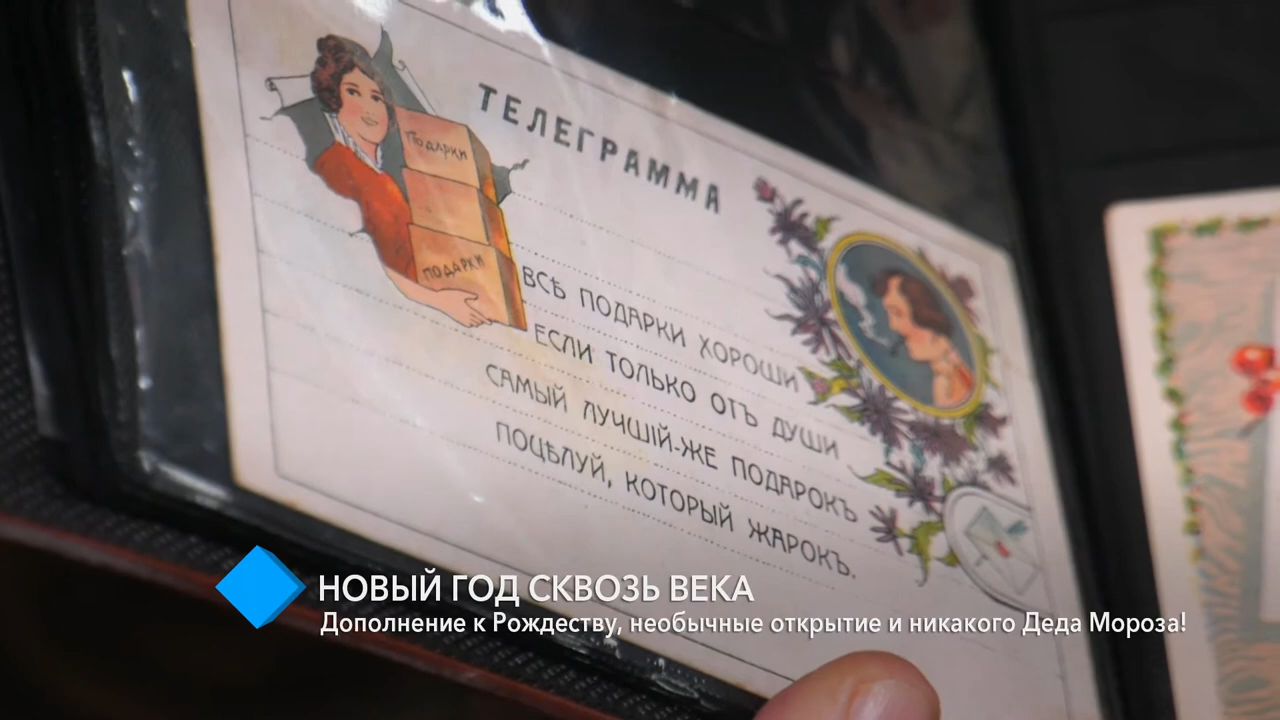 ТЕЛЕГРАММА
ПОДАРКИ
ПОДАРКИ
ВСѢ ПОДАРКИ ХОРОШИ
ЕСЛИ ТОЛЬКО ОТЪ ДУШИ
САМЫЙ ЛУЧШІЙ-ЖЕ ПОДАРОКЪ
ПОЦѢЛУЙ, КОТОРЫЙ ЖАРОКЪ.
НОВЫЙ ГОД СКВОЗЬ ВЕКА
Дополнение к Рождеству, необычные открытие и никакого Деда Мороза!